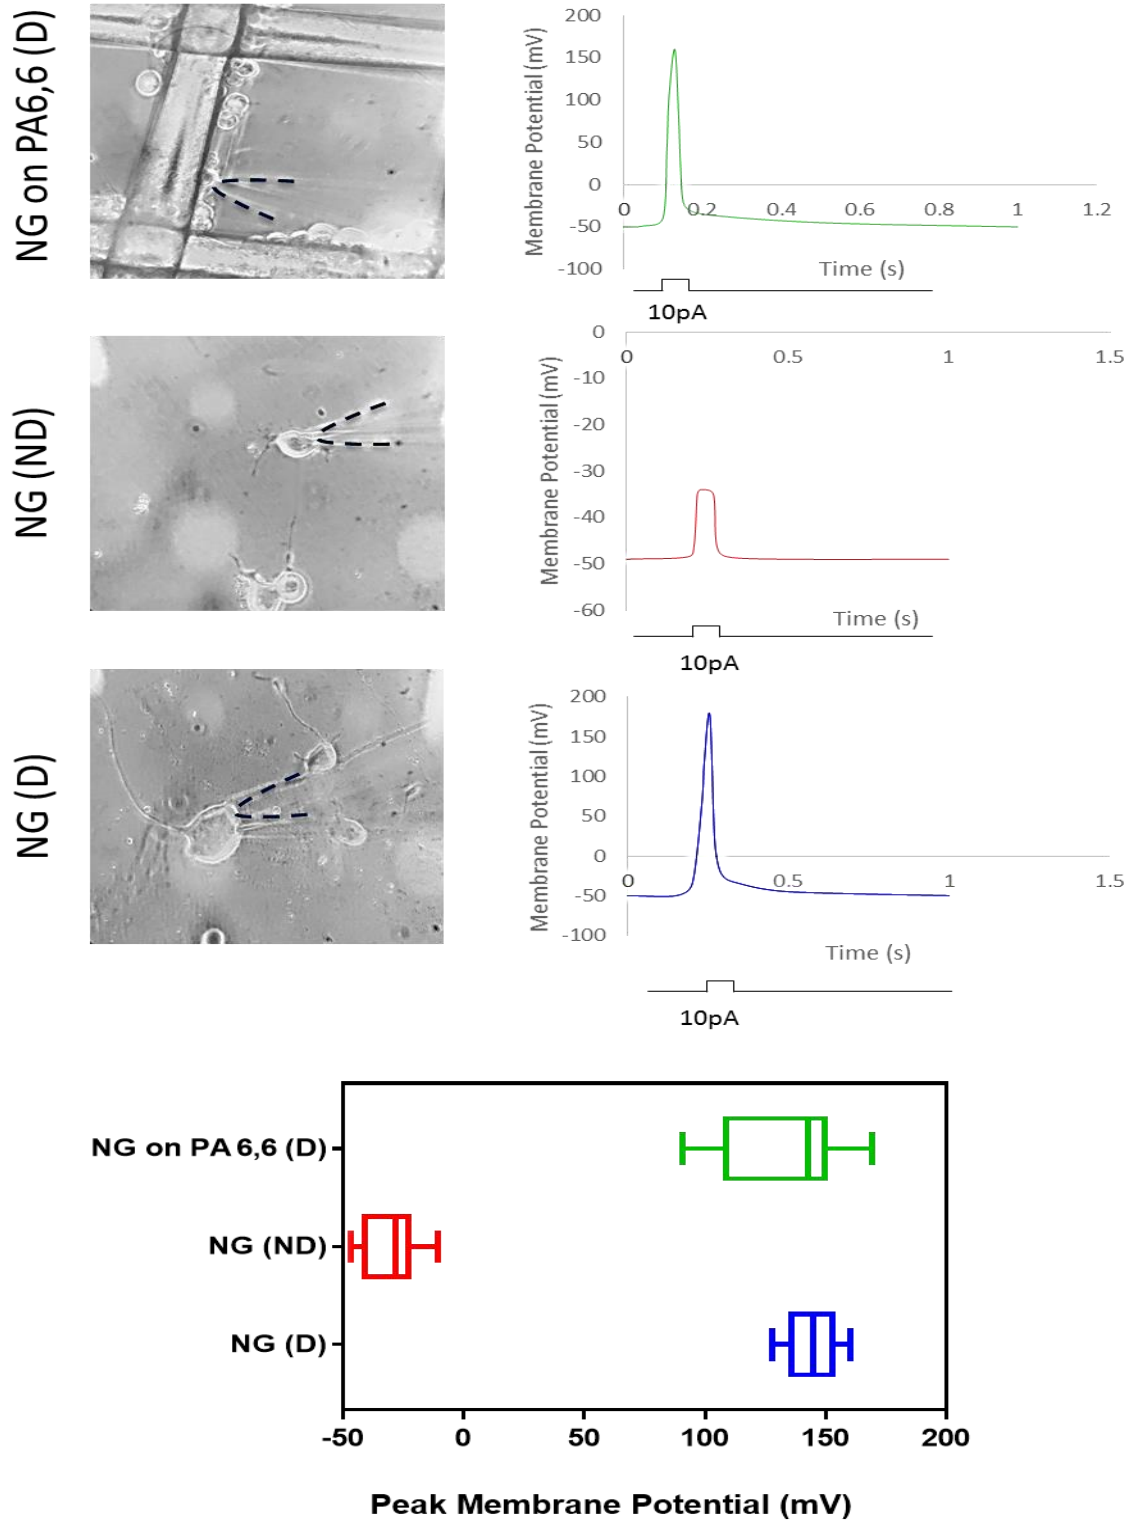 NG on PA6,6 (D)
Membrane Potential (mV)
200
150
100
50
0
-50
-100
0 0.2 0.4 0.6 0.8 1 1.2
Time (s)
10pA
NG (ND)
Membrane Potential (mV)
0
-10
-20
-30
-40
-50
-60
0 0.5 1 1.5
Time (s)
10pA
NG (D)
Membrane Potential (mV)
200
150
100
50
0
-50
-100
0 0.5 1 1.5
Time (s)
10pA
NG on PA 6,6 (D)
NG (ND)
NG (D)
-50 0 50 100 150 200
Peak Membrane Potential (mV)